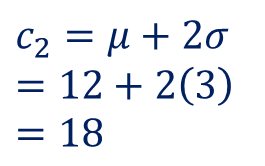 c₂ = μ + 2σ
= 12 + 2(3)
= 18